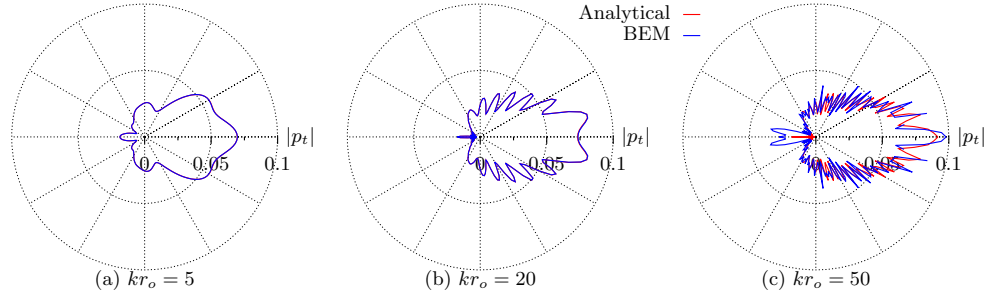 Analytical
BEM
|p_t|
|p_t|
|p_t|
0 0.05 0.1
0 0.05 0.1
0 0.05 0.1
(a) kr_o = 5
(b) kr_o = 20
(c) kr_o = 50